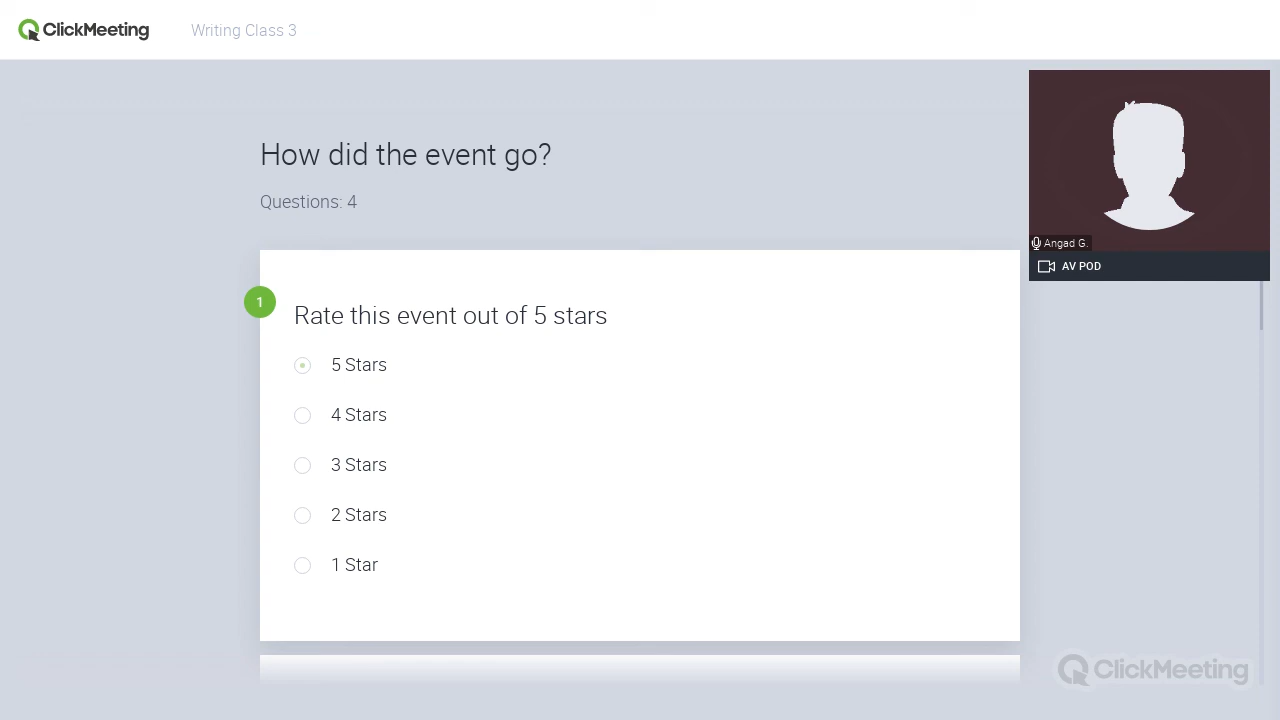 ClickMeeting Writing Class 3
How did the event go?
Questions: 4
Angad G.
AV POD
1
Rate this event out of 5 stars
5 Stars
4 Stars
3 Stars
2 Stars
1 Star
ClickMeeting